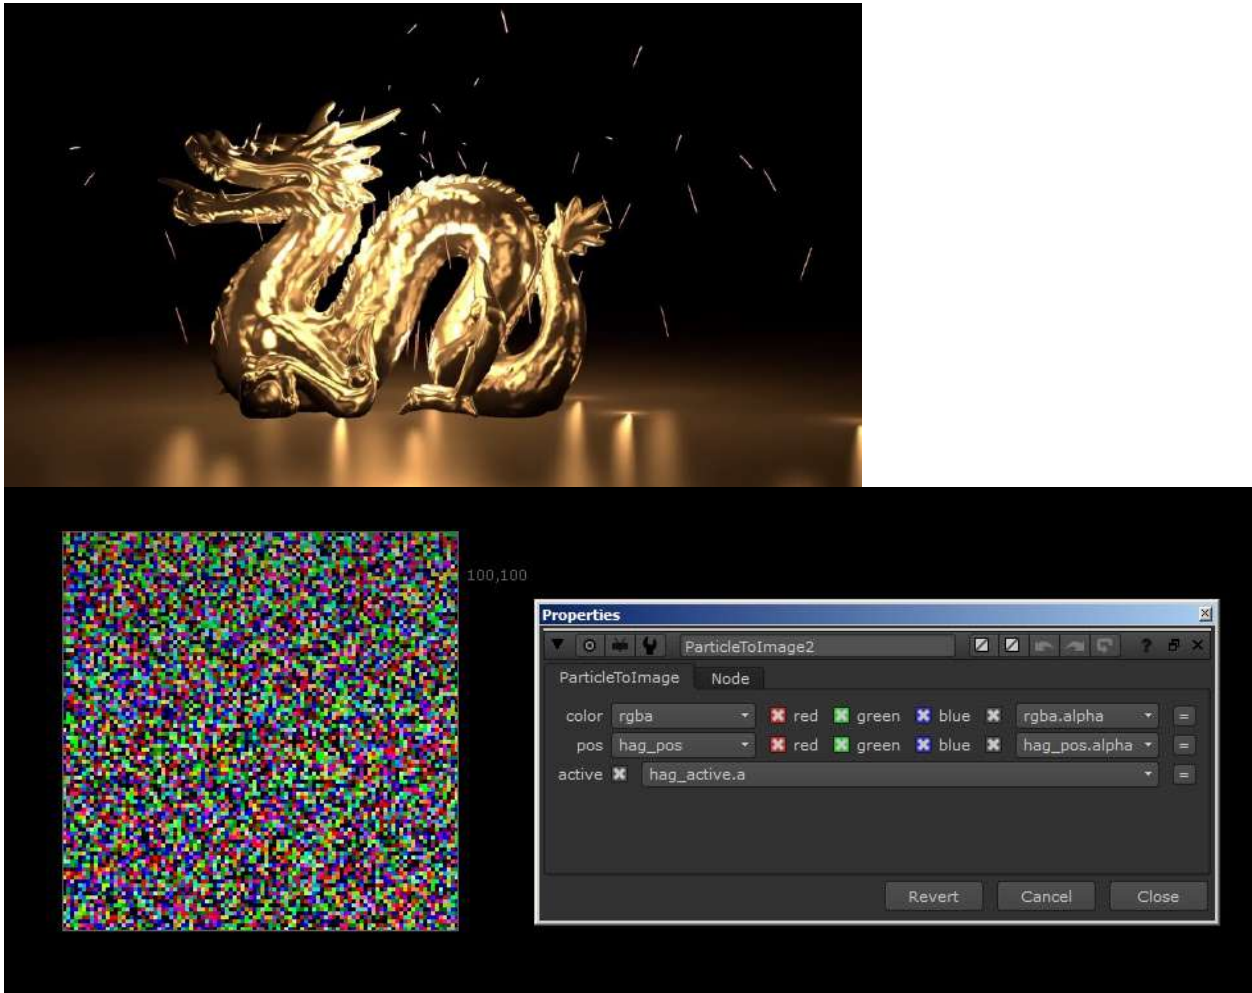 100,100
Properties
ParticleToImage2
?
ParticleToImage Node
color rgba red green blue rgba.alpha =
pos hag_pos red green blue hag_pos.alpha =
active hag_active.a =
Revert Cancel Close